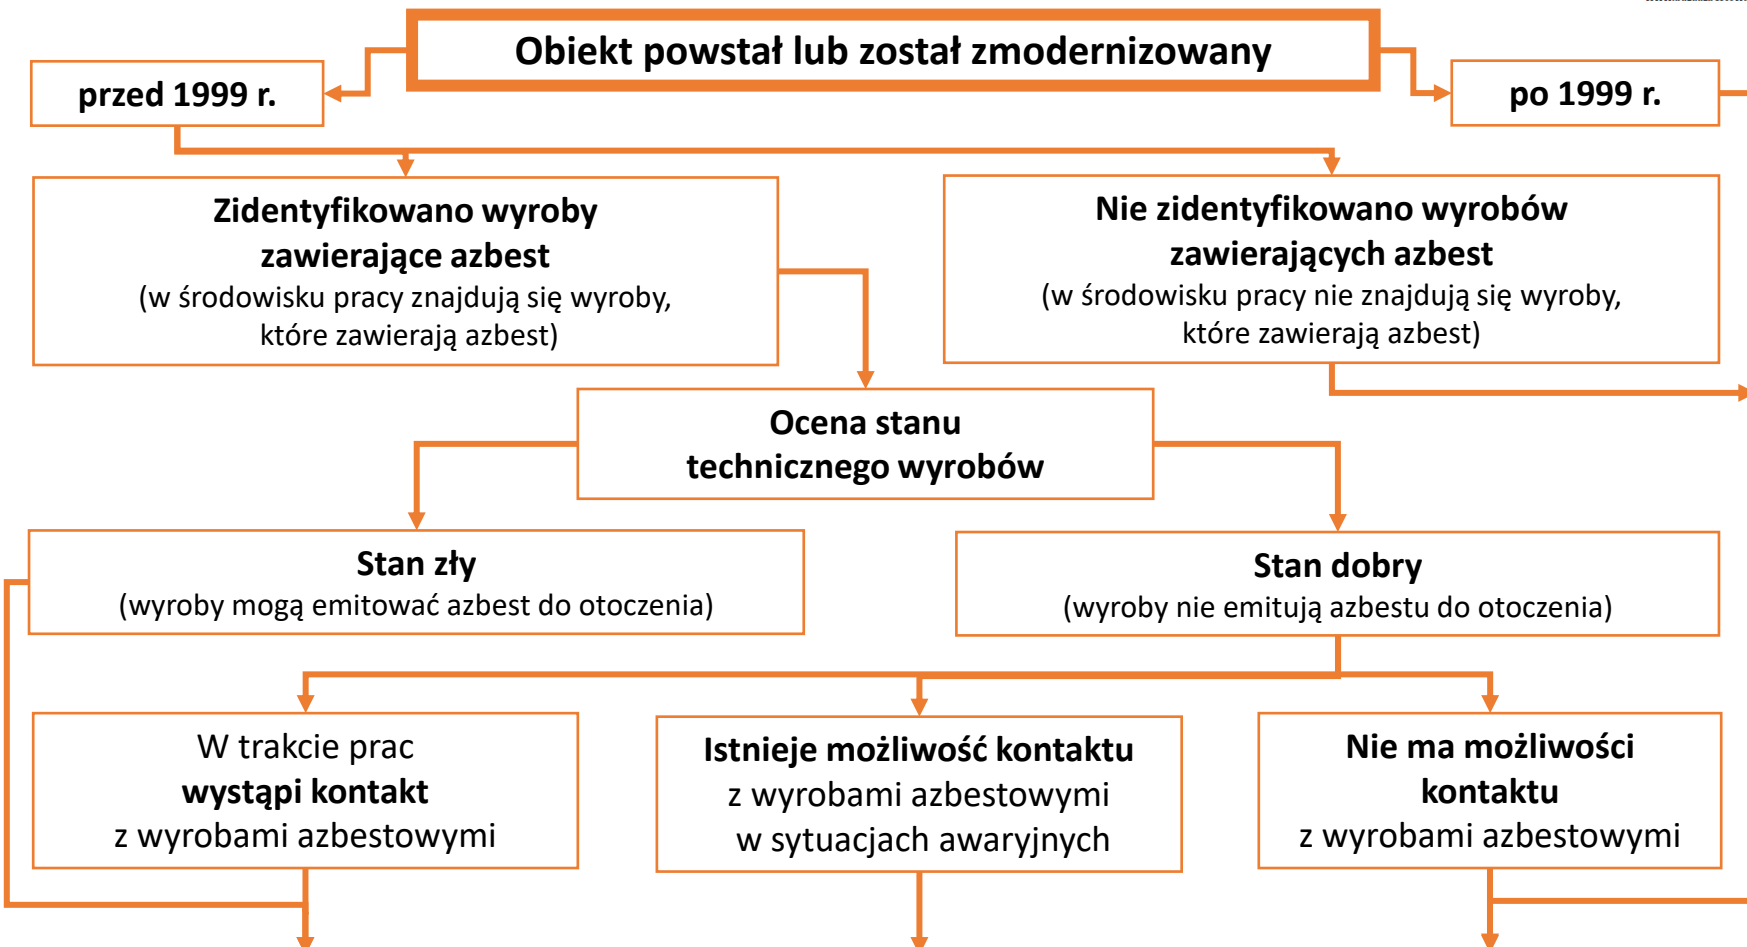 Obiekt powstał lub został zmodernizowany
przed 1999 r.
po 1999 r.
Zidentyfikowano wyroby
zawierające azbest
(w środowisku pracy znajdują się wyroby,
które zawierają azbest)
Nie zidentyfikowano wyrobów
zawierających azbest
(w środowisku pracy nie znajdują się wyroby,
które zawierają azbest)
Ocena stanu
technicznego wyrobów
Stan zły
(wyroby mogą emitować azbest do otoczenia)
Stan dobry
(wyroby nie emitują azbestu do otoczenia)
W trakcie prac
wystąpi kontakt
z wyrobami azbestowymi
Istnieje możliwość kontaktu
z wyrobami azbestowymi
w sytuacjach awaryjnych
Nie ma możliwości
kontaktu
z wyrobami azbestowymi